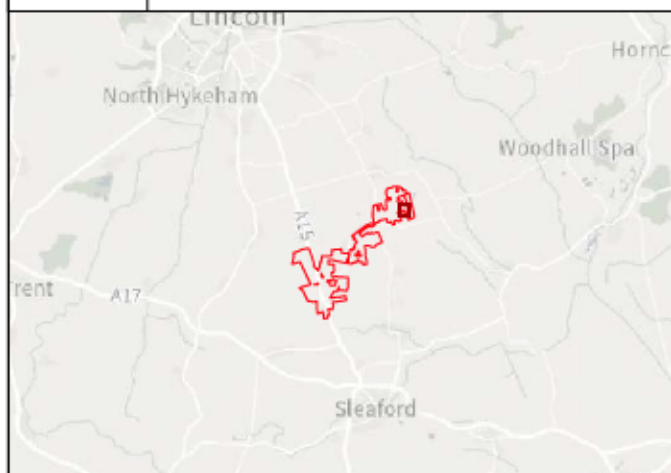 Lincoln
Hornc
North Hykeham
Woodhall Spa
A15
rent
A17
Sleaford